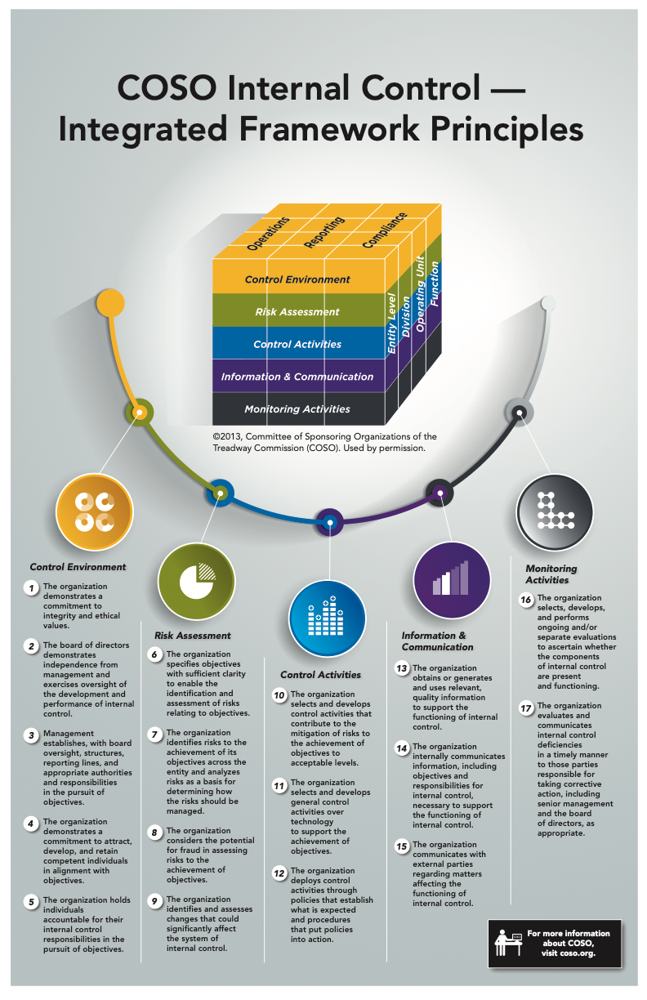 COSO Internal Control —
Integrated Framework Principles
Operations
Reporting
Compliance
Control Environment
Risk Assessment
Control Activities
Information & Communication
Monitoring Activities
Entity Level
Division
Operating Unit
Function
©2013, Committee of Sponsoring Organizations of the
Treadway Commission (COSO). Used by permission.
Control Environment
1 The organization
demonstrates a
commitment to
integrity and ethical
values.
2 The board of directors
demonstrates
independence from
management and
exercises oversight of
the development and
performance of internal
control.
3 Management
establishes, with board
oversight, structures,
reporting lines, and
appropriate authorities
and responsibilities
in the pursuit of
objectives.
4 The organization
demonstrates a
commitment to attract,
develop, and retain
competent individuals
in alignment with
objectives.
5 The organization holds
individuals
accountable for their
internal control
responsibilities in the
pursuit of objectives.
Risk Assessment
6 The organization
specifies objectives
with sufficient clarity
to enable the
identification and
assessment of risks
relating to objectives.
7 The organization
identifies risks to the
achievement of its
objectives across the
entity and analyzes
risks as a basis for
determining how
the risks should be
managed.
8 The organization
considers the potential
for fraud in assessing
risks to the
achievement of
objectives.
9 The organization
identifies and assesses
changes that could
significantly affect
the system of
internal control.
Control Activities
10 The organization
selects and develops
control activities that
contribute to the
mitigation of risks to
the achievement of
objectives to
acceptable levels.
11 The organization
selects and develops
general control
activities over
technology
to support the
achievement of
objectives.
12 The organization
deploys control
activities through
policies that establish
what is expected
and procedures
that put policies
into action.
Information &
Communication
13 The organization
obtains or generates
and uses relevant,
quality information
to support the
functioning of internal
control.
14 The organization
internally communicates
information, including
objectives and
responsibilities for
internal control,
necessary to support
the functioning of
internal control.
15 The organization
communicates with
external parties
regarding matters
affecting the
functioning of
internal control.
Monitoring
Activities
16 The organization
selects, develops,
and performs
ongoing and/or
separate evaluations
to ascertain whether
the components
of internal control
are present
and functioning.
17 The organization
evaluates and
communicates
internal control
deficiencies
in a timely manner
to those parties
responsible for
taking corrective
action, including
senior management
and the board
of directors, as
appropriate.
COSO
For more information
about COSO,
visit coso.org.